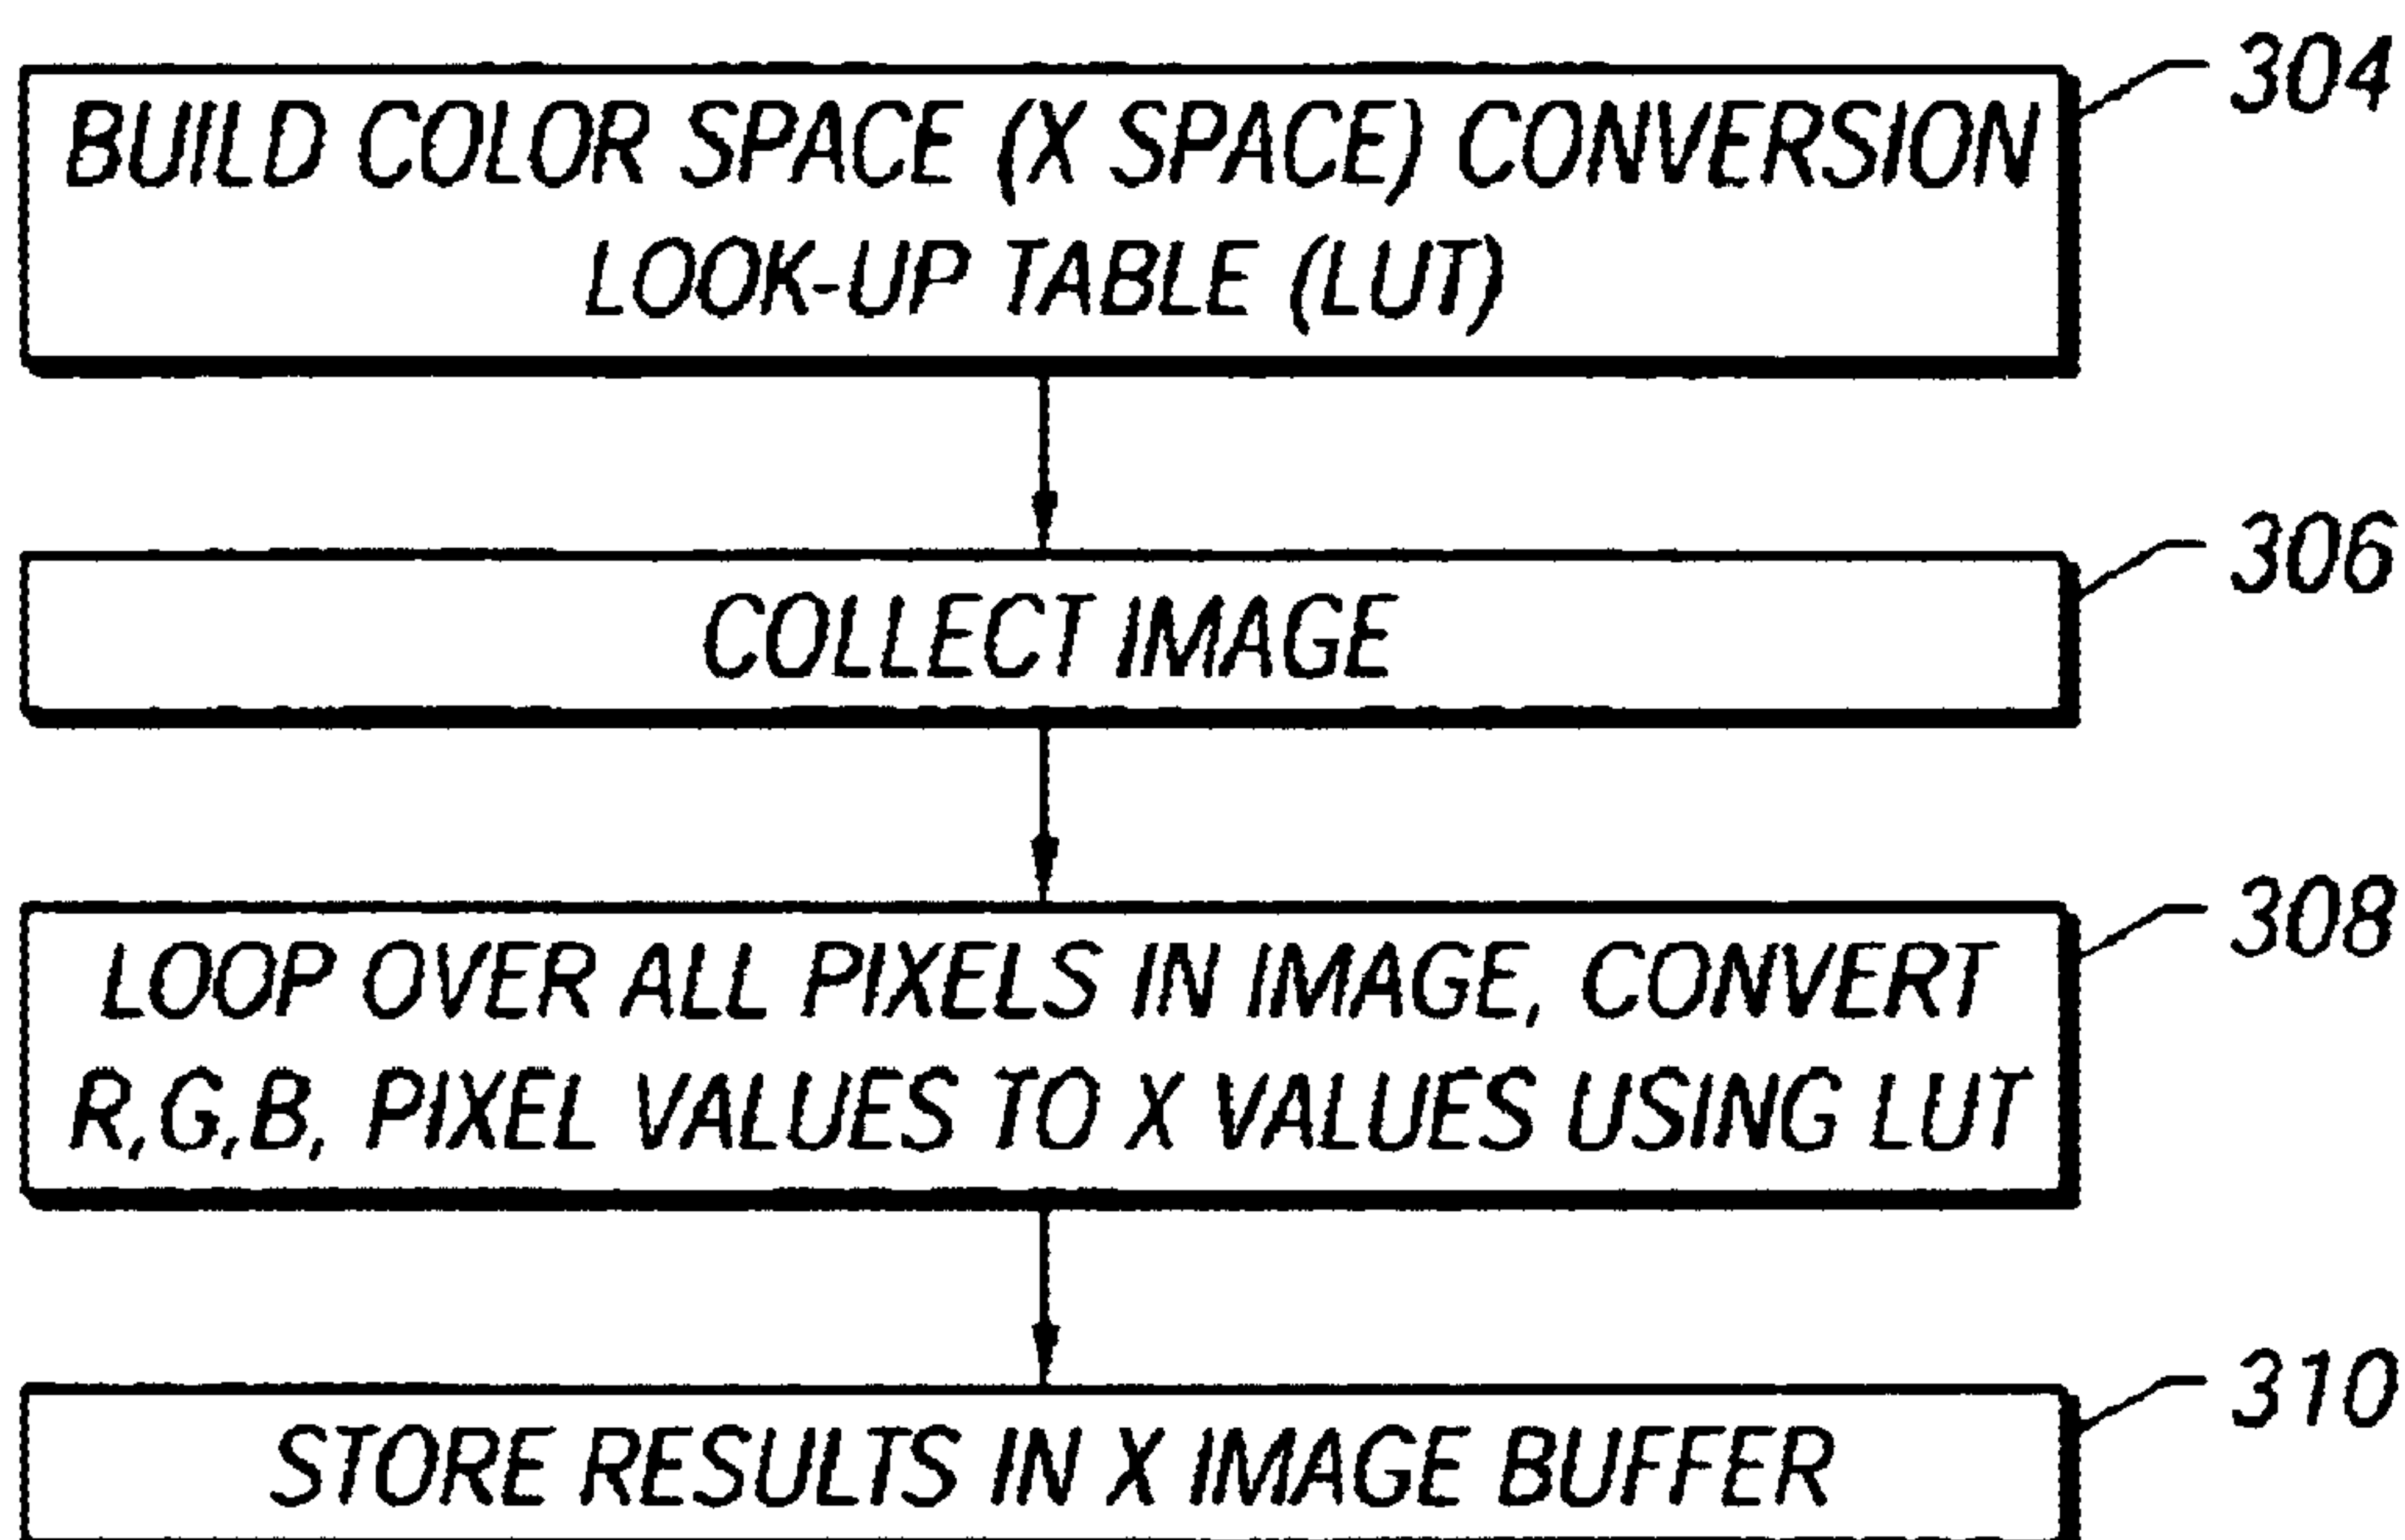 304
BUILD COLOR SPACE (X SPACE) CONVERSION
LOOK-UP TABLE (LUT)
306
COLLECT IMAGE
308
LOOP OVER ALL PIXELS IN IMAGE, CONVERT
R,G,B, PIXEL VALUES TO X VALUES USING LUT
310
STORE RESULTS IN X IMAGE BUFFER